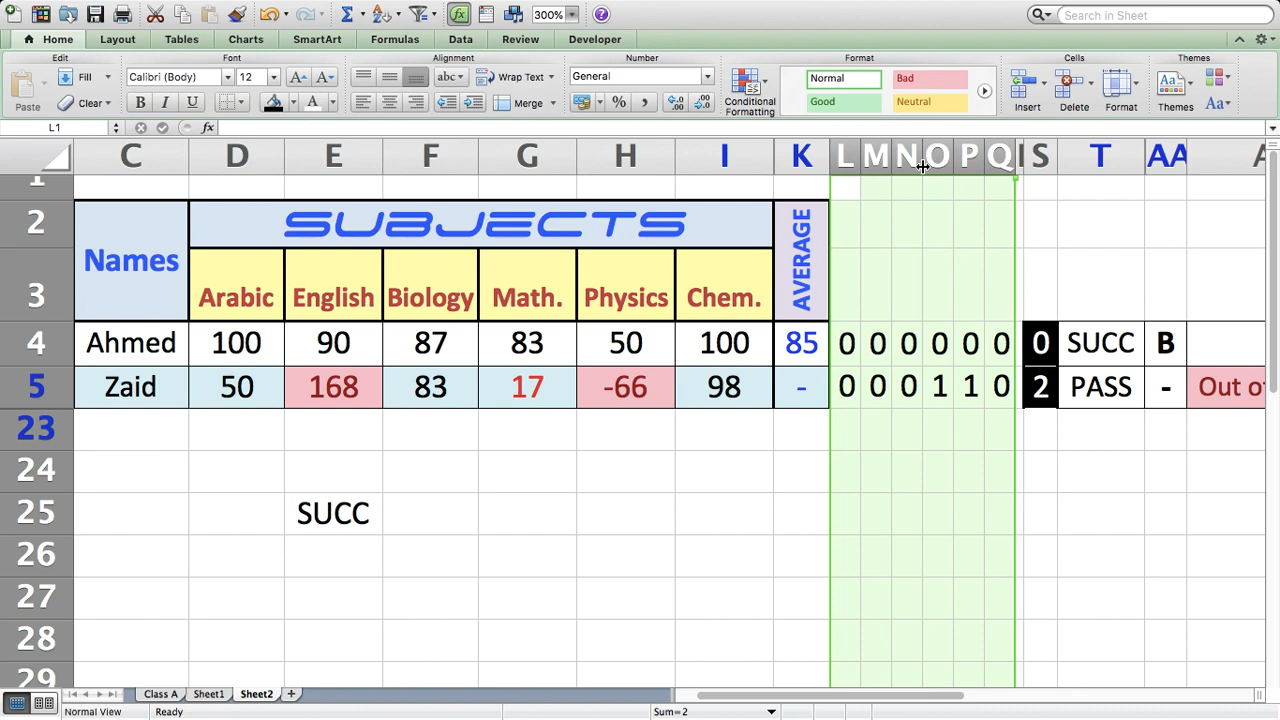 300%
Search in Sheet
Home Layout Tables Charts SmartArt Formulas Data Review Developer
Edit Font Alignment Number Format Cells Themes
Paste Fill Clear
Calibri (Body) 12 A A
B I U A
abc Wrap Text Merge
General
% ,
Conditional Formatting
Normal Bad
Good Neutral
Insert Delete Format Themes Aa
L1 fx
C D E F G H I K L M N O P Q S T AA
1
2 Names SUBJECTS AVERAGE
3 Arabic English Biology Math. Physics Chem.
4 Ahmed 100 90 87 83 50 100 85 0 0 0 0 0 0 0 SUCC B
5 Zaid 50 168 83 17 -66 98 - 0 0 0 1 1 0 2 PASS - Out o
23
24
25 SUCC
26
27
28
29
Class A Sheet1 Sheet2
Normal View Ready Sum=2